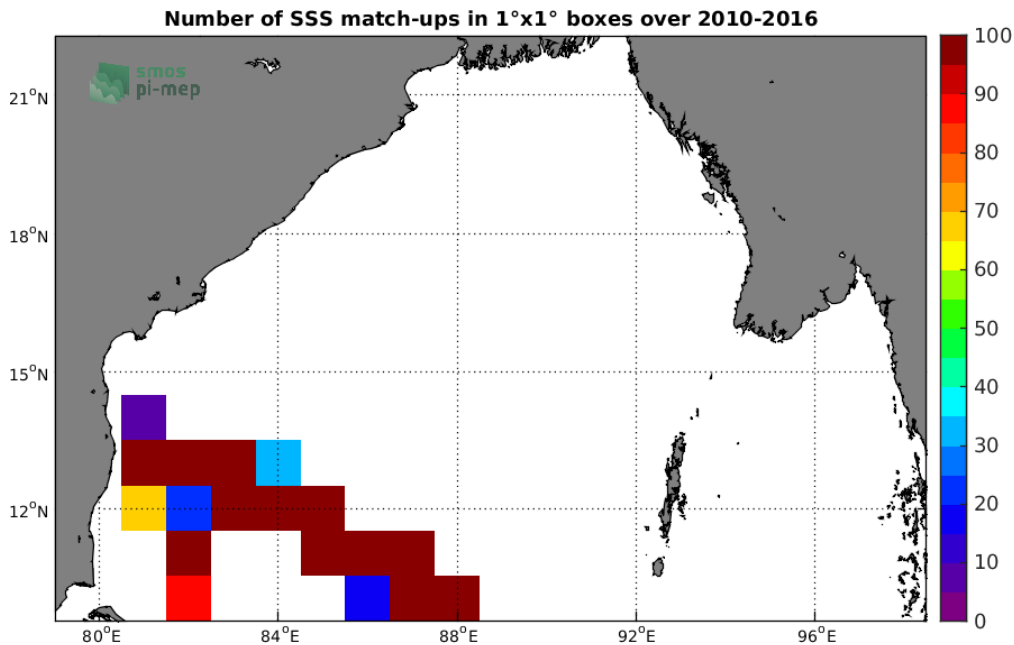 Number of SSS match-ups in 1°x1° boxes over 2010-2016
smos
pi-mep
21°N
18°N
15°N
12°N
80°E
84°E
88°E
92°E
96°E
100
90
80
70
60
50
40
30
20
10
0